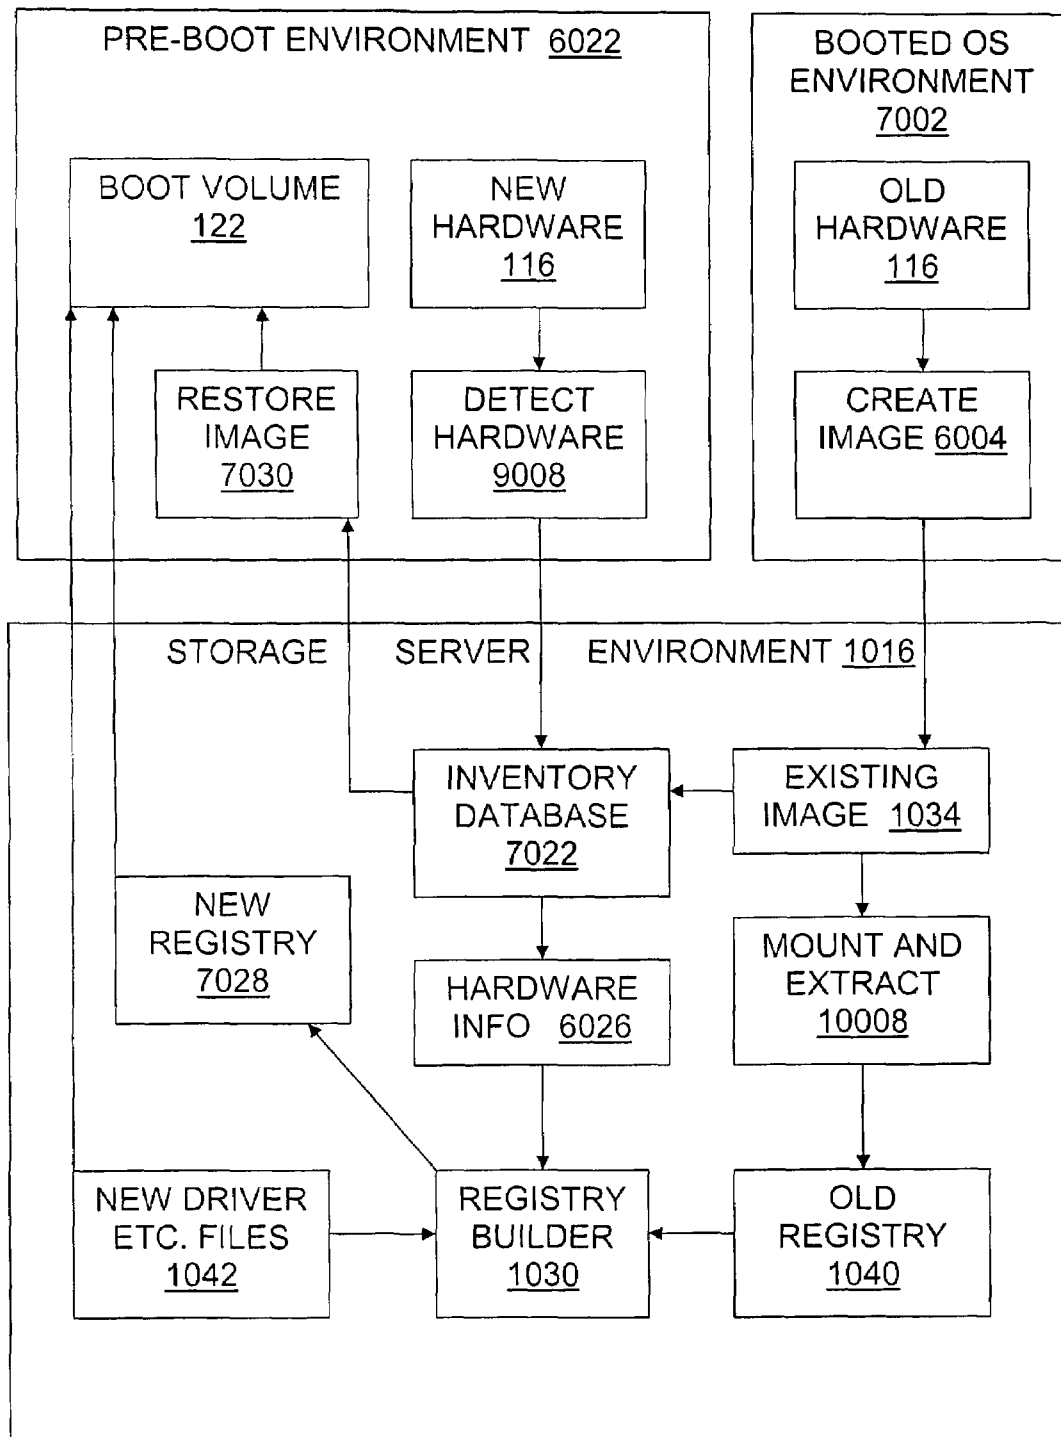 PRE-BOOT ENVIRONMENT 6022
BOOT VOLUME
122
NEW
HARDWARE
116
RESTORE
IMAGE
7030
DETECT
HARDWARE
9008
BOOTED OS
ENVIRONMENT
7002
OLD
HARDWARE
116
CREATE
IMAGE 6004
STORAGE SERVER ENVIRONMENT 1016
INVENTORY
DATABASE
7022
EXISTING
IMAGE 1034
NEW
REGISTRY
7028
HARDWARE
INFO 6026
MOUNT AND
EXTRACT
10008
NEW DRIVER
ETC. FILES
1042
REGISTRY
BUILDER
1030
OLD
REGISTRY
1040